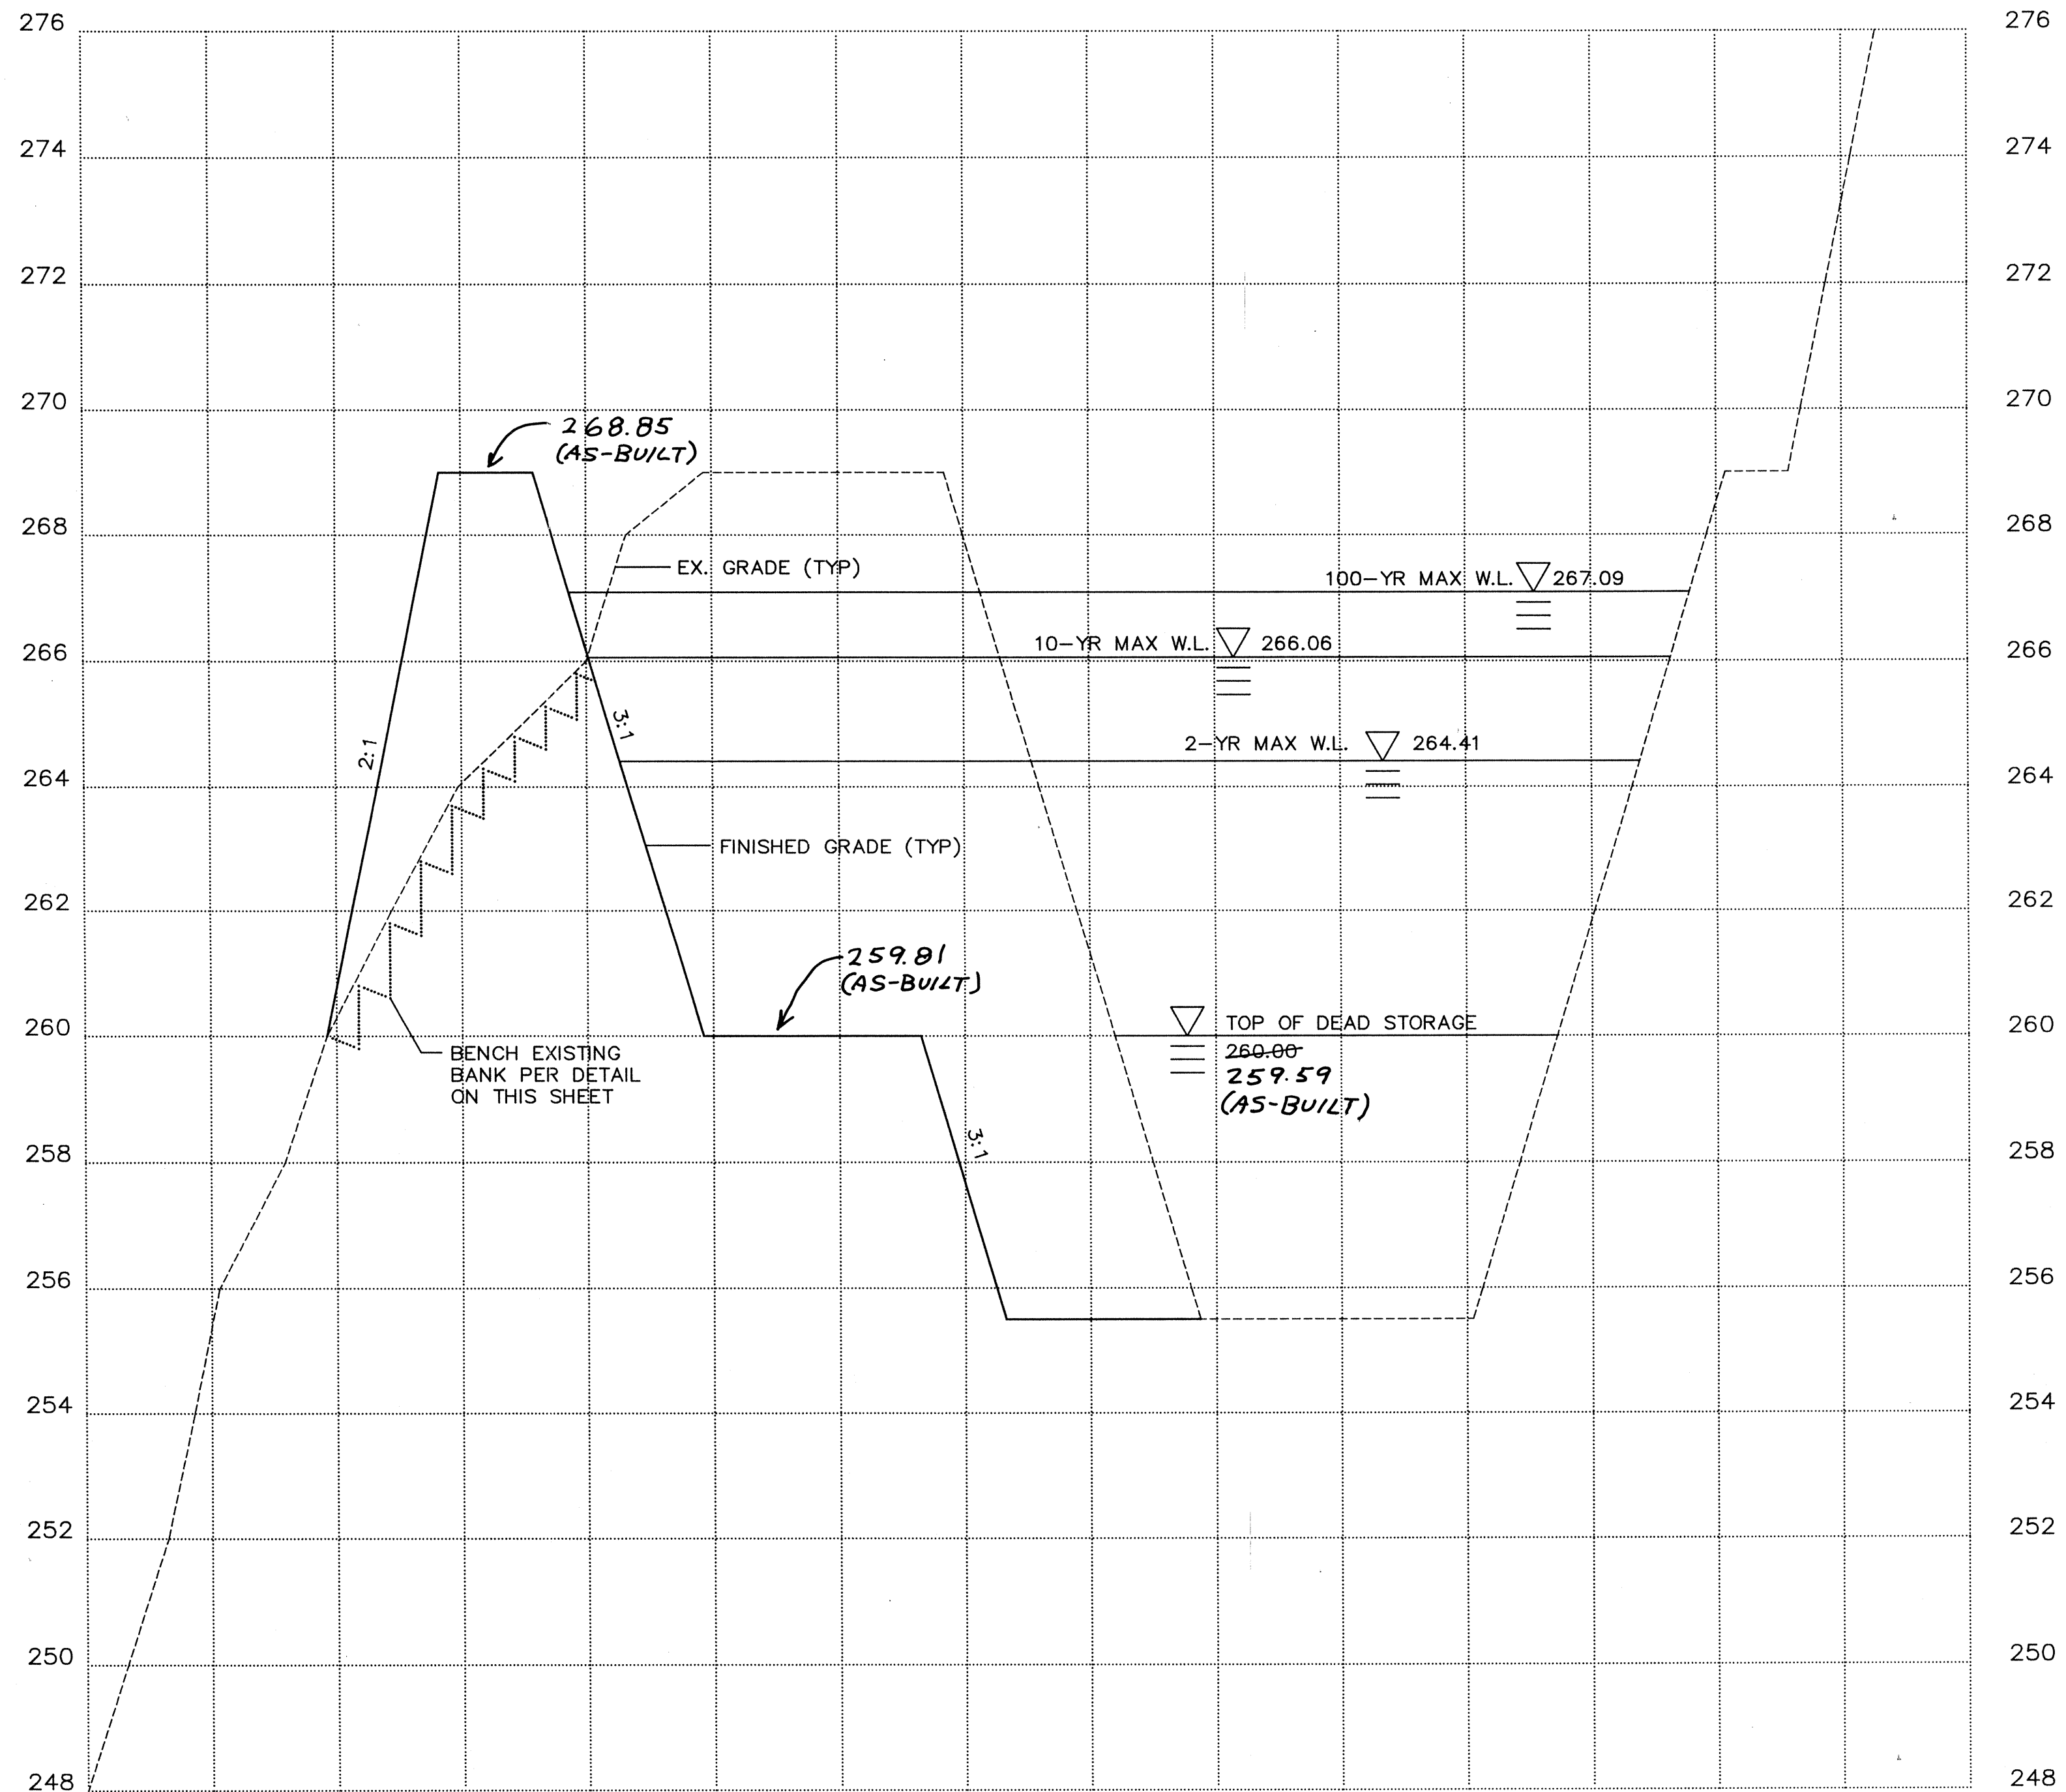 276 276
274 274
272 272
270 270
268.85
(AS-BUILT)
268 268
EX. GRADE (TYP)
100-YR MAX W.L. 267.09
10-YR MAX W.L. 266.06
266 266
3:1
2:1
2-YR MAX W.L. 264.41
264 264
FINISHED GRADE (TYP)
262 262
259.81
(AS-BUILT)
260 260
TOP OF DEAD STORAGE
260.00
259.59
(AS-BUILT)
BENCH EXISTING
BANK PER DETAIL
ON THIS SHEET
3:1
258 258
256 256
254 254
252 252
250 250
248 248